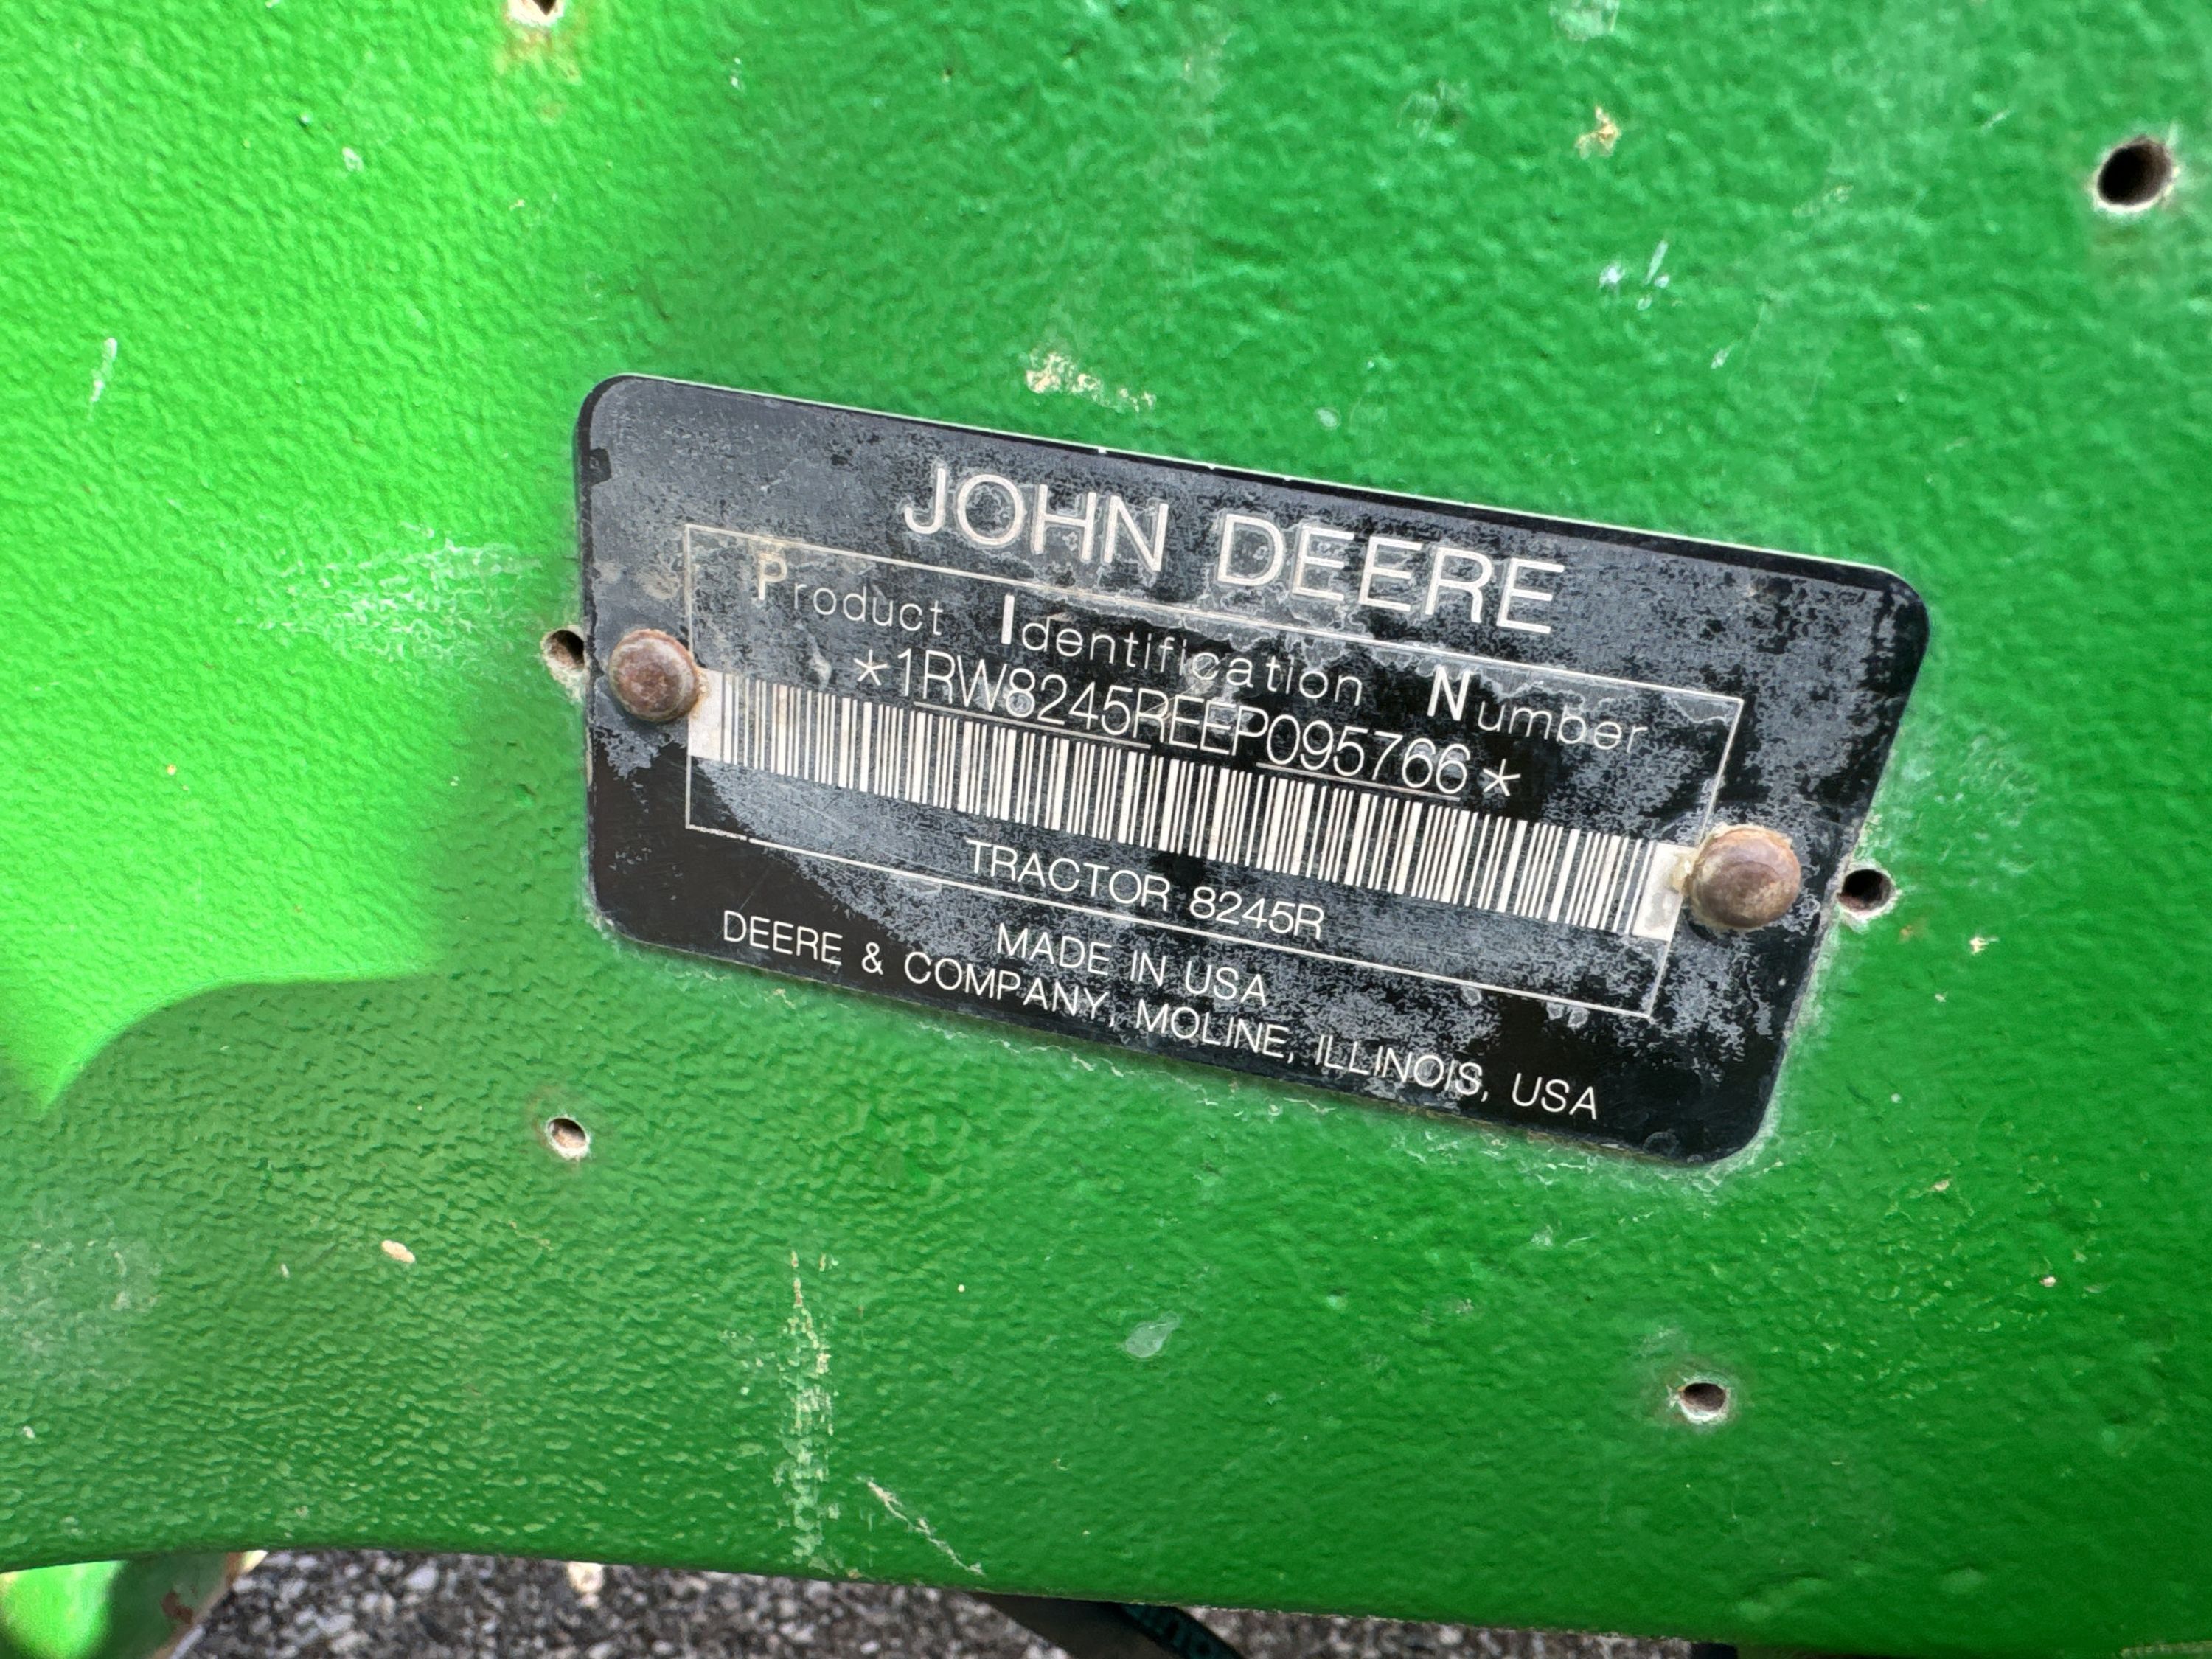 JOHN DEERE
Product Identification Number
*1RW8245REEP095766*
TRACTOR 8245R
MADE IN USA
DEERE & COMPANY, MOLINE, ILLINOIS, USA